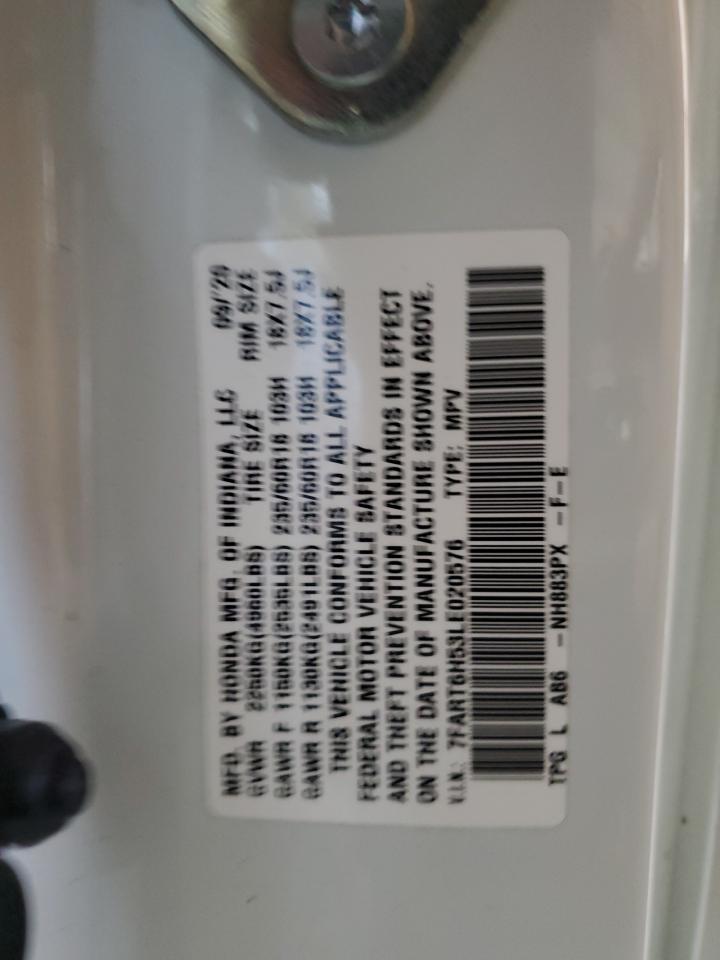 MFD. BY HONDA MFG. OF INDIANA, LLC 09/'20
GVWR 2250KG(4960LBS) TIRE SIZE RIM SIZE
GAWR F 1150KG(2535LBS) 235/60R18 103H 18X7.5J
GAWR R 1130KG(2491LBS) 235/60R18 103H 18X7.5J
THIS VEHICLE CONFORMS TO ALL APPLICABLE
FEDERAL MOTOR VEHICLE SAFETY
AND THEFT PREVENTION STANDARDS IN EFFECT
ON THE DATE OF MANUFACTURE SHOWN ABOVE.
V.I.N.: 7FART6H53LE020576 TYPE: MPV
TPG L A86 -NH883PX -F-E